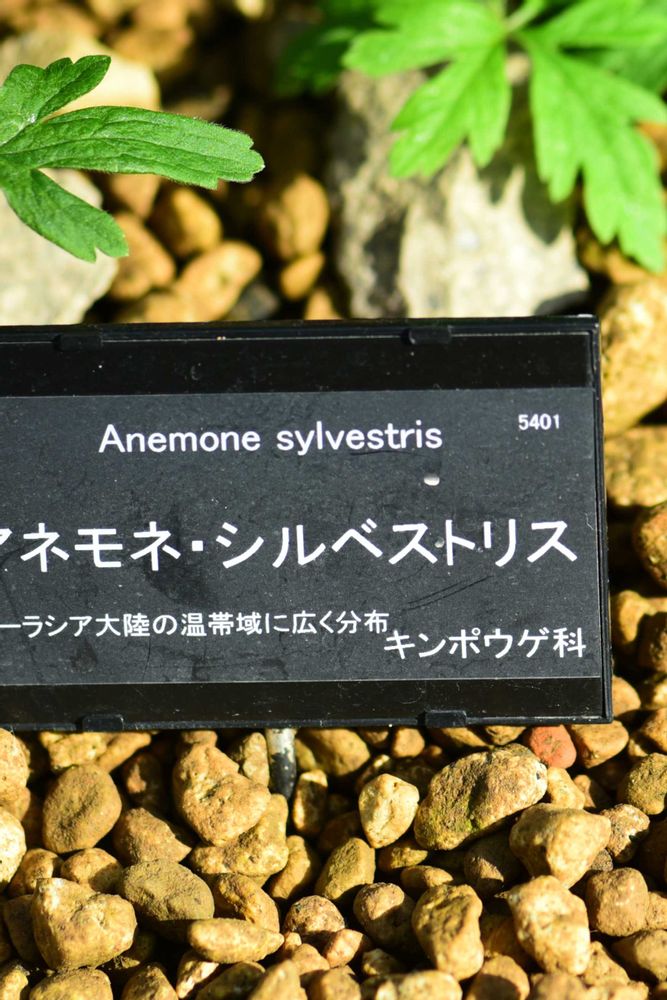 Anemone sylvestris 5401
アネモネ・シルベストリス
ーラシア大陸の温帯域に広く分布
キンポウゲ科